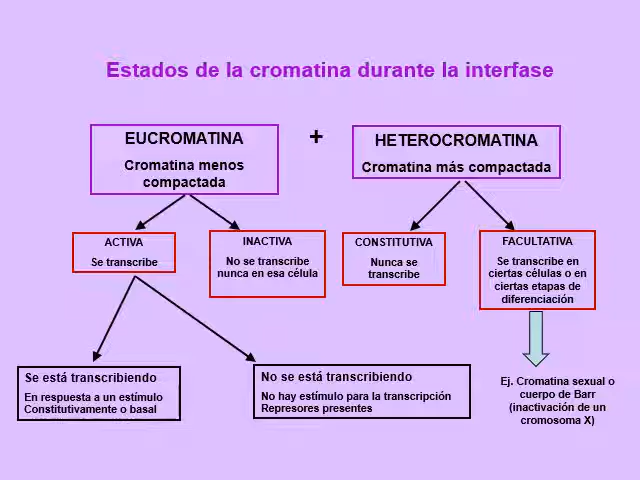 Estados de la cromatina durante la interfase
EUCROMATINA
Cromatina menos
compactada
+
HETEROCROMATINA
Cromatina más compactada
ACTIVA
Se transcribe
INACTIVA
No se transcribe
nunca en esa célula
CONSTITUTIVA
Nunca se
transcribe
FACULTATIVA
Se transcribe en
ciertas células o en
ciertas etapas de
diferenciación
Se está transcribiendo
En respuesta a un estímulo
Constitutivamente o basal
No se está transcribiendo
No hay estímulo para la transcripción
Represores presentes
Ej. Cromatina sexual o
cuerpo de Barr
(inactivación de un
cromosoma X)